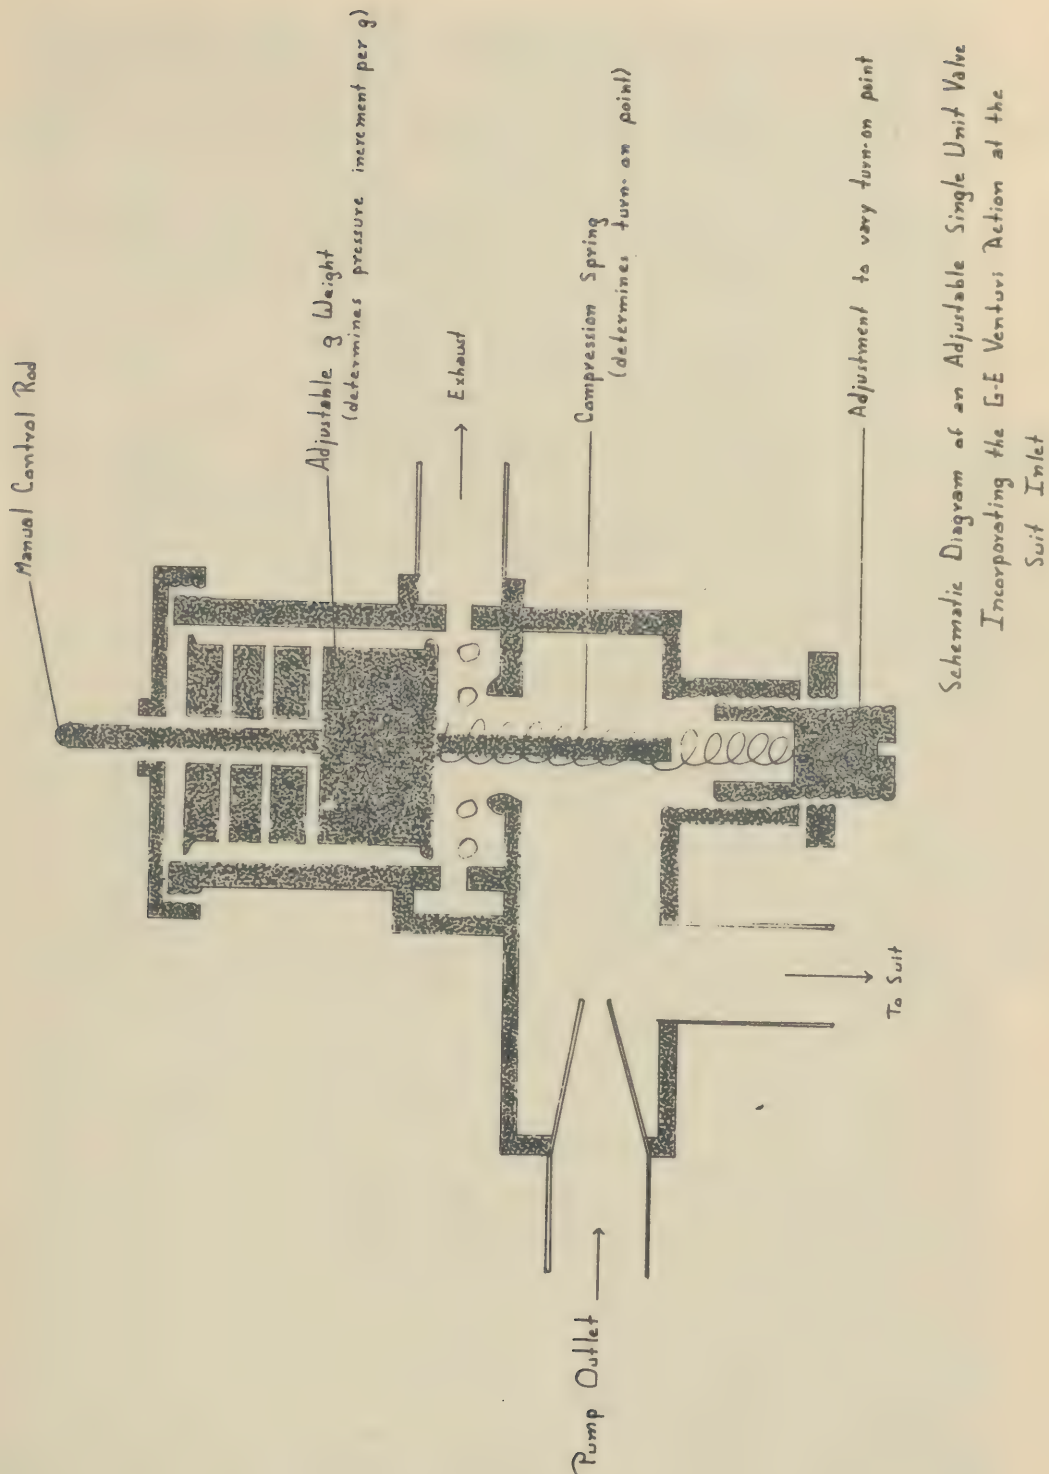 Manual Control Rod
Adjustable g Weight
(determines pressure increment per g)
Exhaust
Compression Spring
(determines turn-on point)
Adjustment to vary turn-on point
Pump Outlet
To Suit
Schematic Diagram of an Adjustable Single Unit Valve
Incorporating the G-E Venturi Action at the
Suit Inlet